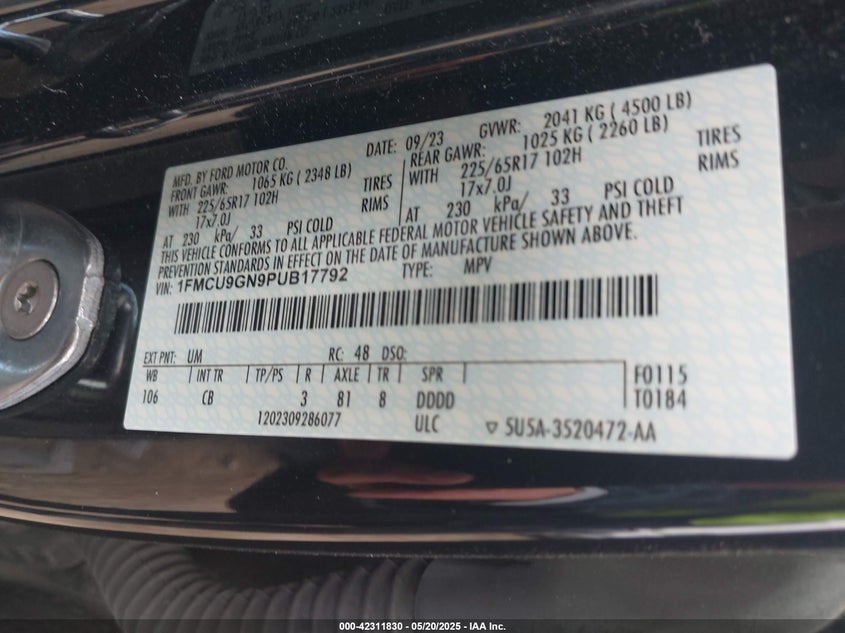 MFD. BY FORD MOTOR CO.
DATE: 09/23
GVWR: 2041 KG ( 4500 LB)
FRONT GAWR: 1065 KG ( 2348 LB)
REAR GAWR: 1025 KG ( 2260 LB)
WITH 225/65R17 102H TIRES
WITH 225/65R17 102H TIRES
17x7.0J RIMS
17x7.0J RIMS
AT 230 kPa/ 33 PSI COLD
AT 230 kPa/ 33 PSI COLD
THIS VEHICLE CONFORMS TO ALL APPLICABLE FEDERAL MOTOR VEHICLE SAFETY AND THEFT
PREVENTION STANDARDS IN EFFECT ON THE DATE OF MANUFACTURE SHOWN ABOVE.
VIN: 1FMCU9GN9PUB17792 TYPE: MPV
EXT PNT: UM RC: 48 DSO:
WB INT TR TP/PS R AXLE TR SPR F0115
106 CB 3 81 8 DDDD T0184
120230928607​7 ULC ▽ 5U5A-3520472-AA
000-42311830 - 05/20/2025 - IAA Inc.